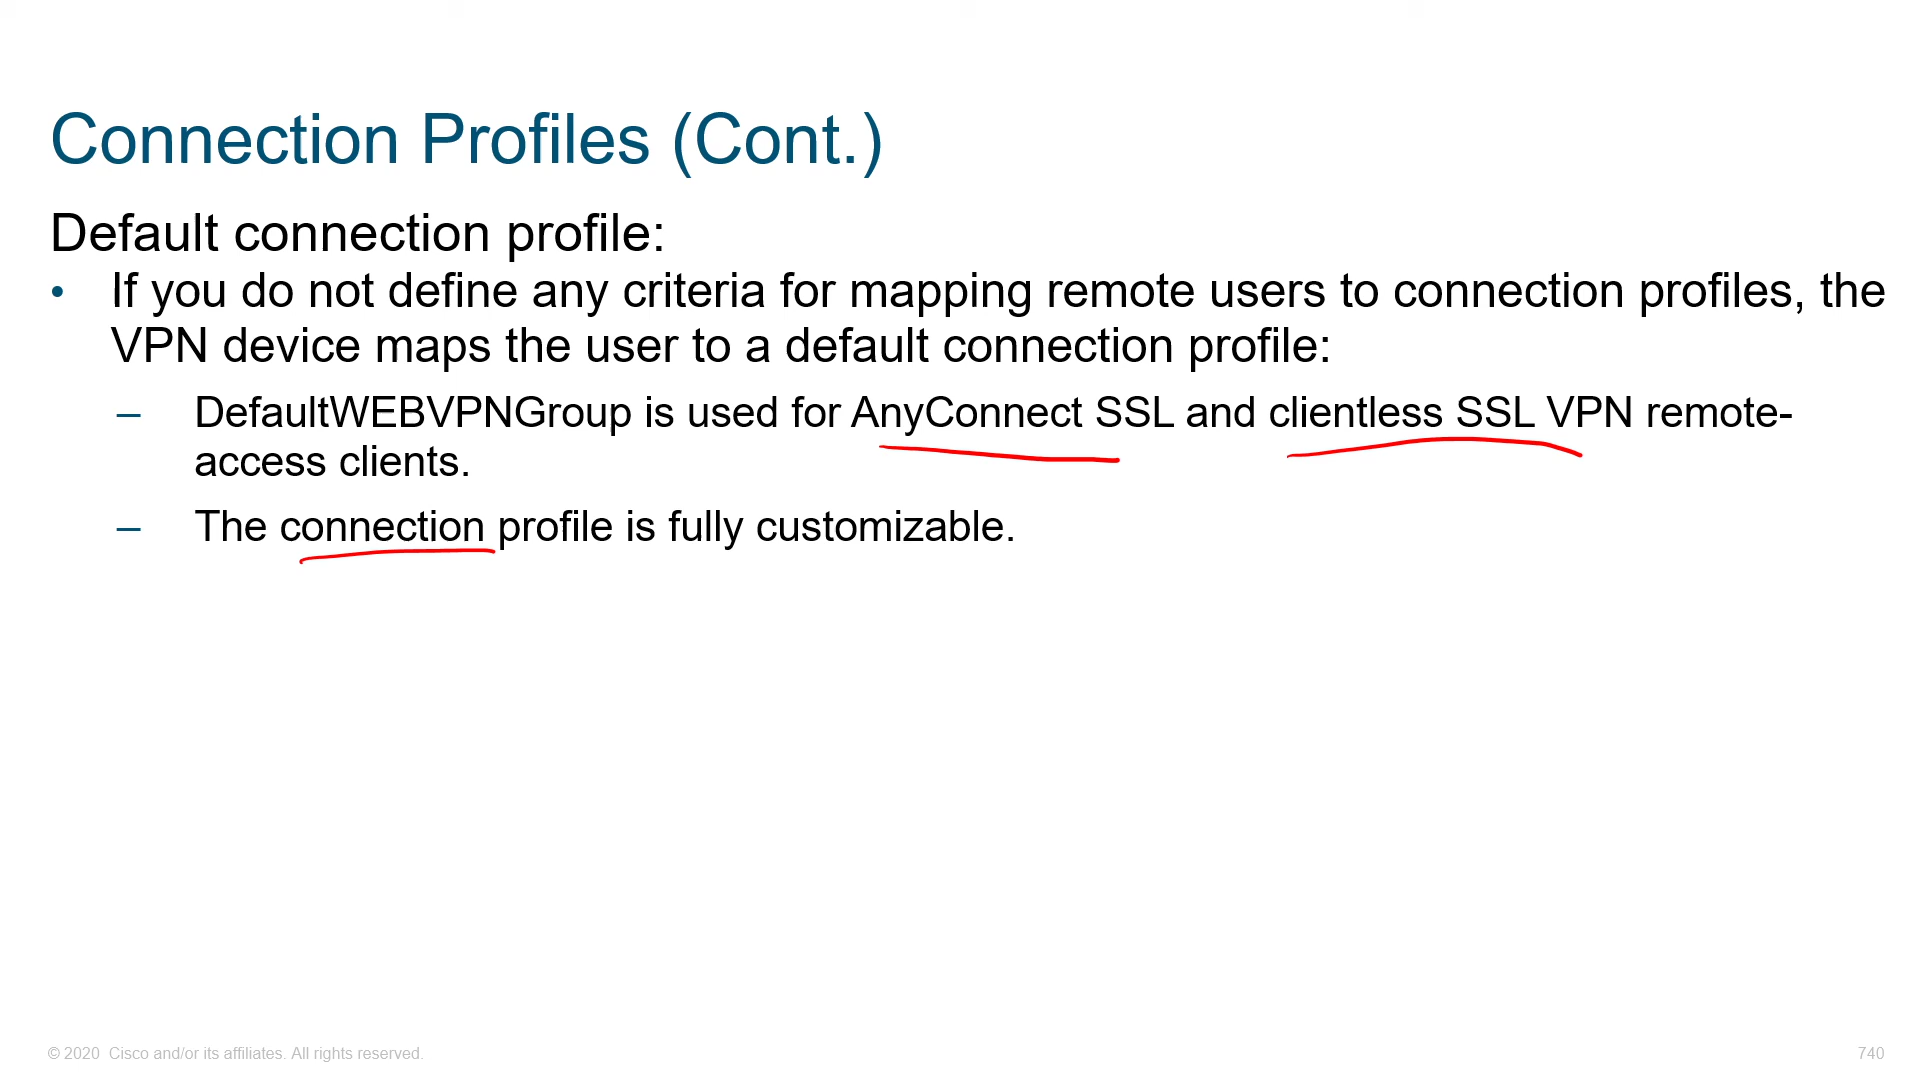 Connection Profiles (Cont.)
Default connection profile:
• If you do not define any criteria for mapping remote users to connection profiles, the
VPN device maps the user to a default connection profile:
– DefaultWEBVPNGroup is used for AnyConnect SSL and clientless SSL VPN remote-
access clients.
– The connection profile is fully customizable.
© 2020 Cisco and/or its affiliates. All rights reserved.
740